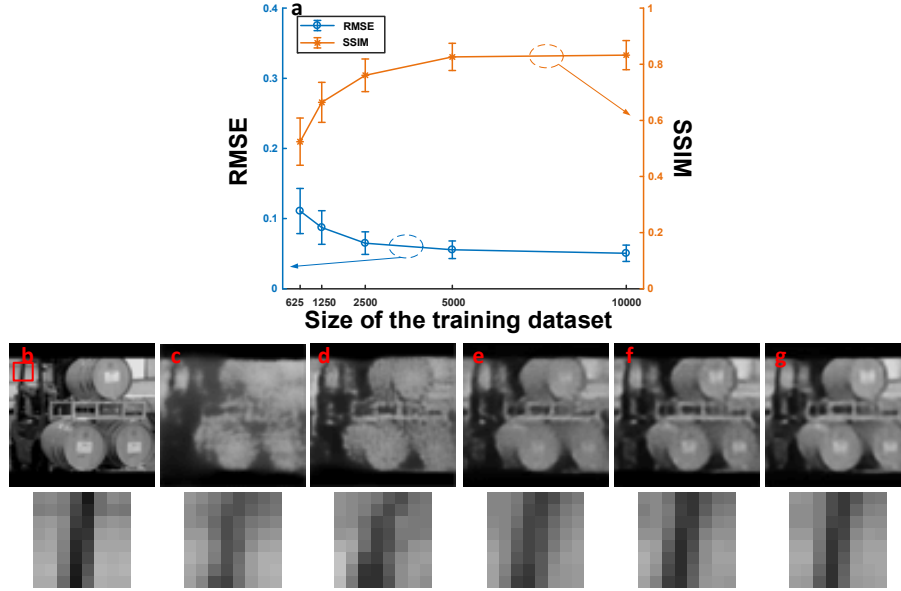 a
RMSE
SSIM
0.4
0.3
0.2
0.1
0
RMSE
1
0.8
0.6
0.4
0.2
0
SSIM
625 1250 2500 5000 10000
Size of the training dataset
b c d e f g